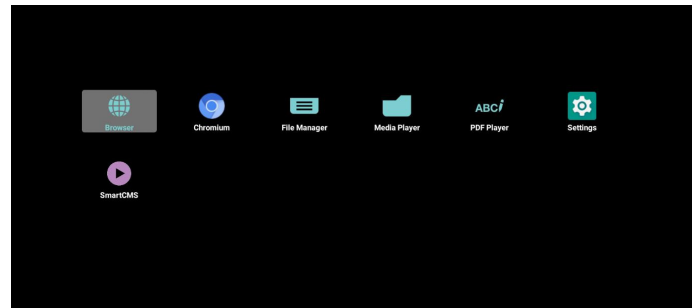 Browser
Chromium
File Manager
Media Player
ABCi
PDF Player
Settings
SmartCMS